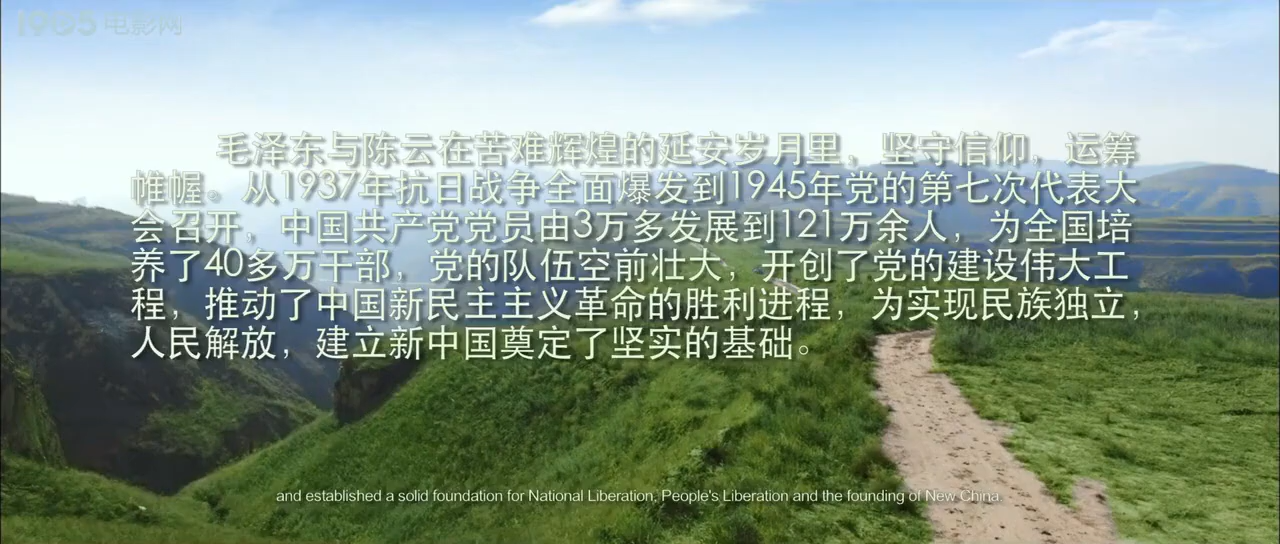 1905电影网
毛泽东与陈云在苦难辉煌的延安岁月里，坚守信仰，运筹
帷幄。从1937年抗日战争全面爆发到1945年党的第七次代表大
会召开，中国共产党党员由3万多发展到121万余人，为全国培
养了40多万干部，党的队伍空前壮大，开创了党的建设伟大工
程，推动了中国新民主主义革命的胜利进程，为实现民族独立，
人民解放，建立新中国奠定了坚实的基础。
and established a solid foundation for National Liberation, People's Liberation and the founding of New China